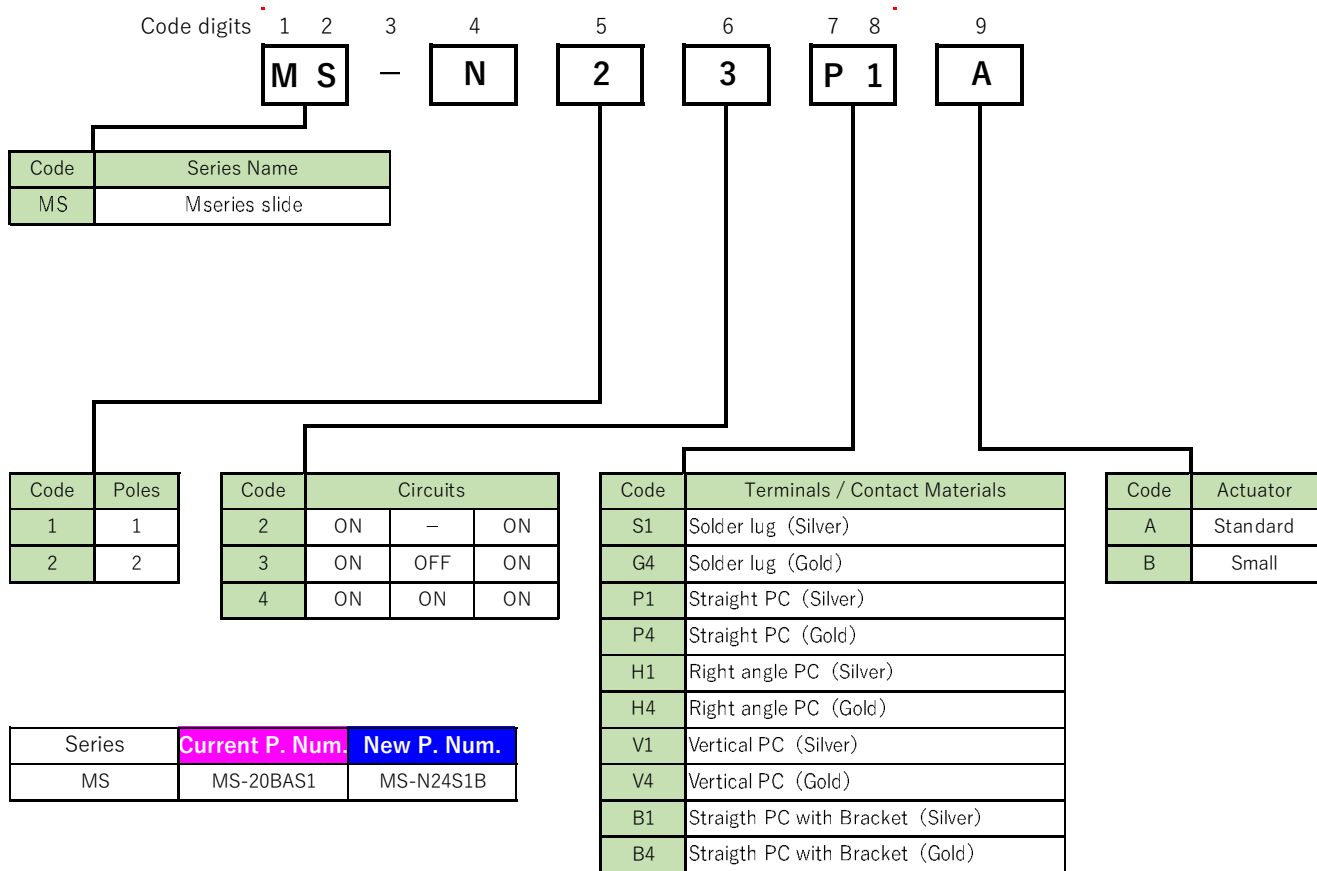 Code digits 1 2 3 4 5 6 7 8 9
M S － N 2 3 P 1 A
Code Series Name
MS Mseries slide
Code Poles
1 1
2 2
Code Circuits
2 ON － ON
3 ON OFF ON
4 ON ON ON
Code Terminals / Contact Materials
S1 Solder lug（Silver）
G4 Solder lug（Gold）
P1 Straight PC（Silver）
P4 Straight PC（Gold）
H1 Right angle PC（Silver）
H4 Right angle PC（Gold）
V1 Vertical PC（Silver）
V4 Vertical PC（Gold）
B1 Straigth PC with Bracket（Silver）
B4 Straigth PC with Bracket（Gold）
Code Actuator
A Standard
B Small
Series Current P. Num. New P. Num.
MS MS-20BAS1 MS-N24S1B